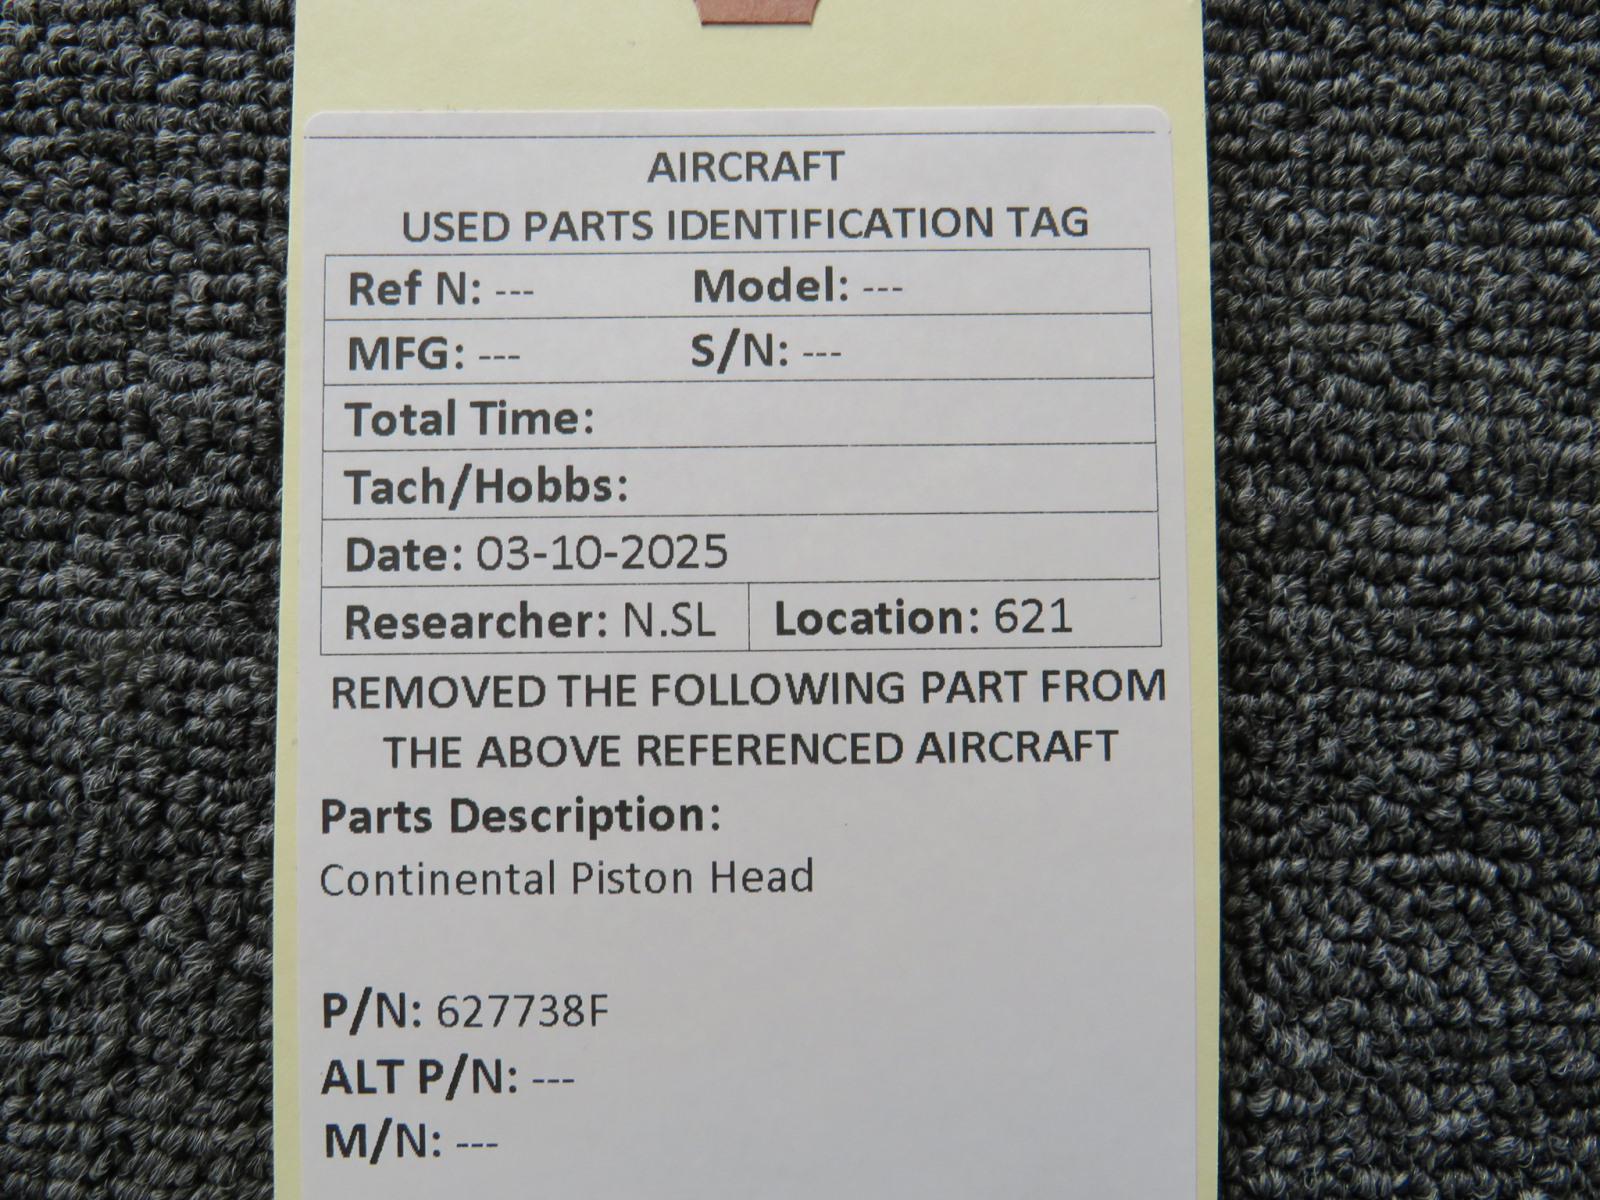 AIRCRAFT
USED PARTS IDENTIFICATION TAG
Ref N: --- Model: ---
MFG: --- S/N: ---
Total Time:
Tach/Hobbs:
Date: 03-10-2025
Researcher: N.SL Location: 621
REMOVED THE FOLLOWING PART FROM
THE ABOVE REFERENCED AIRCRAFT
Parts Description:
Continental Piston Head
P/N: 627738F
ALT P/N: ---
M/N: ---